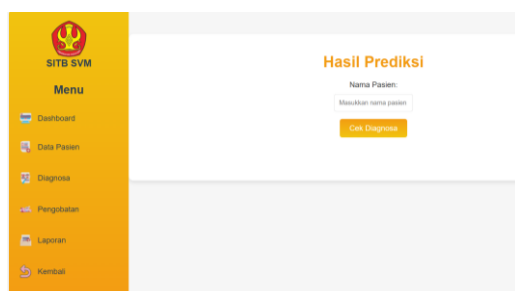 SITB SVM
Menu
Dashboard
Data Pasien
Diagnosa
Pengobatan
Laporan
Kembali
Hasil Prediksi
Nama Pasien:
Masukkan nama pasien
Cek Diagnosa